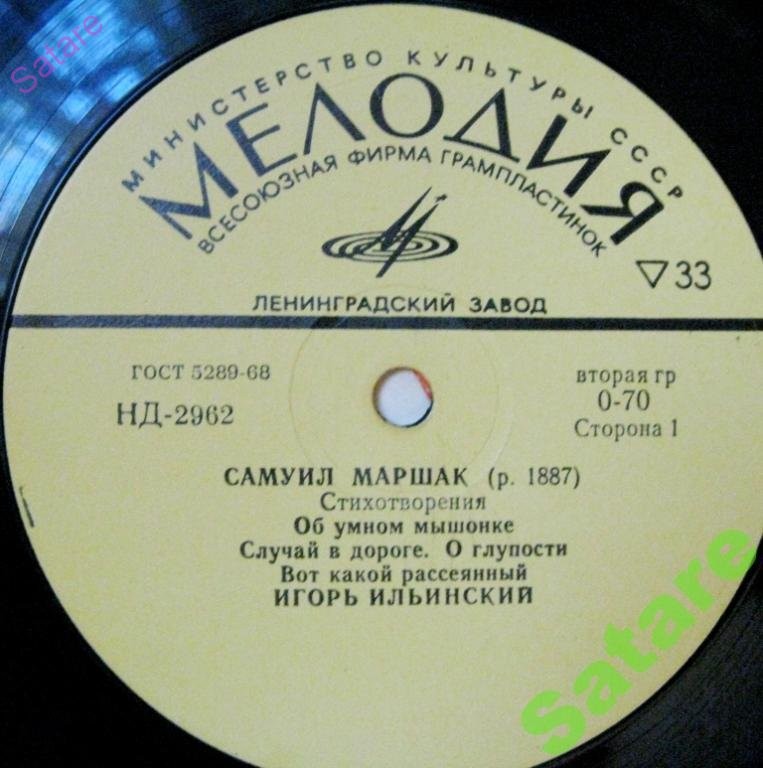 Satare
МИНИСТЕРСТВО КУЛЬТУРЫ СССР
МЕЛОДИЯ
ВСЕСОЮЗНАЯ ФИРМА ГРАМПЛАСТИНОК
▽33
ЛЕНИНГРАДСКИЙ ЗАВОД
ГОСТ 5289-68
вторая гр
НД-2962
0-70
Сторона 1
САМУИЛ МАРШАК (р. 1887)
Стихотворения
Об умном мышонке
Случай в дороге. О глупости
Вот какой рассеянный
ИГОРЬ ИЛЬИНСКИЙ
Satare